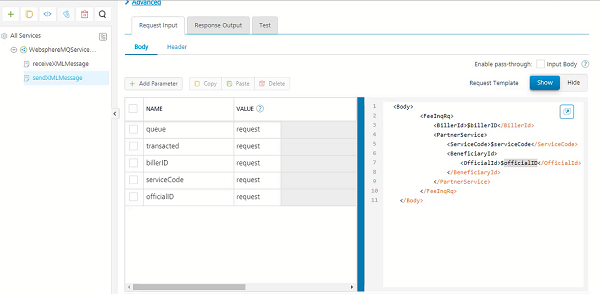 Advanced
Request Input Response Output Test
All Services
WebsphereMQService...
receiveXMLMessage
sendXMLMessage
Body Header
Enable pass-through: Input Body ?
+ Add Parameter Copy Paste Delete
Request Template Show Hide
NAME VALUE ?
queue request
transacted request
billerID request
serviceCode request
officialID request
1 <Body>
2 <FeeInqRq>
3 <BillerId>$billerID</BillerId>
4 <PartnerService>
5 <ServiceCode>$serviceCode</ServiceCode>
6 <BeneficiaryId>
7 <OfficialId>$officialID</OfficialId>
8 </BeneficiaryId>
9 </PartnerService>
10 </FeeInqRq>
11 </Body>